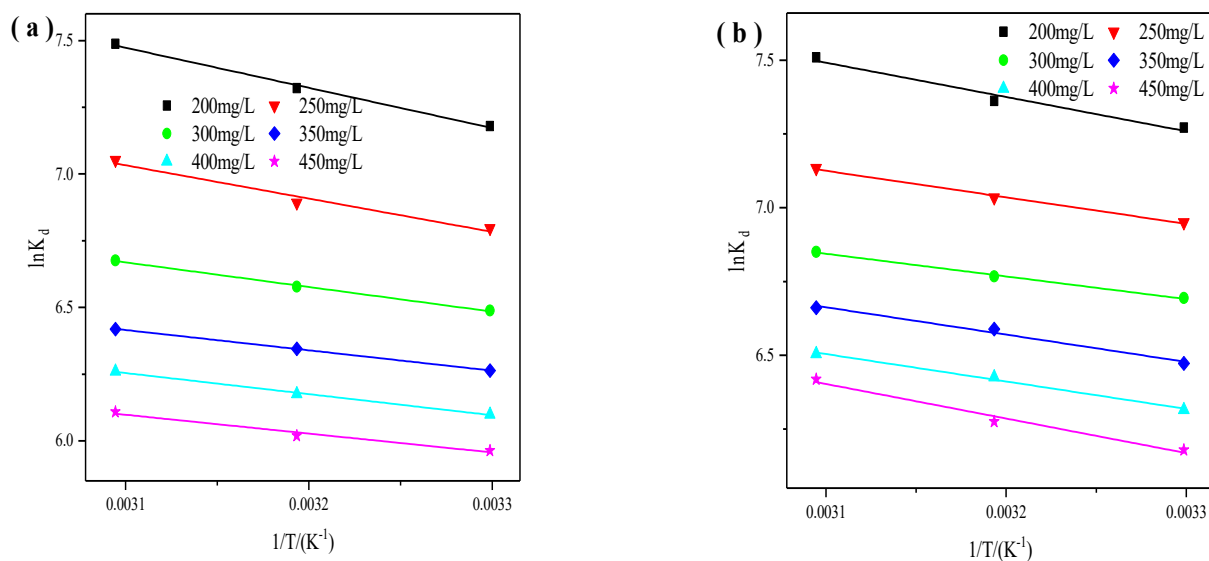 ( a )
7.5
7.0
6.5
6.0
lnK_d
200mg/L 250mg/L
300mg/L 350mg/L
400mg/L 450mg/L
0.0031 0.0032 0.0033
1/T/(K⁻¹)
( b )
7.5
7.0
6.5
lnK_d
200mg/L 250mg/L
300mg/L 350mg/L
400mg/L 450mg/L
0.0031 0.0032 0.0033
1/T/(K⁻¹)